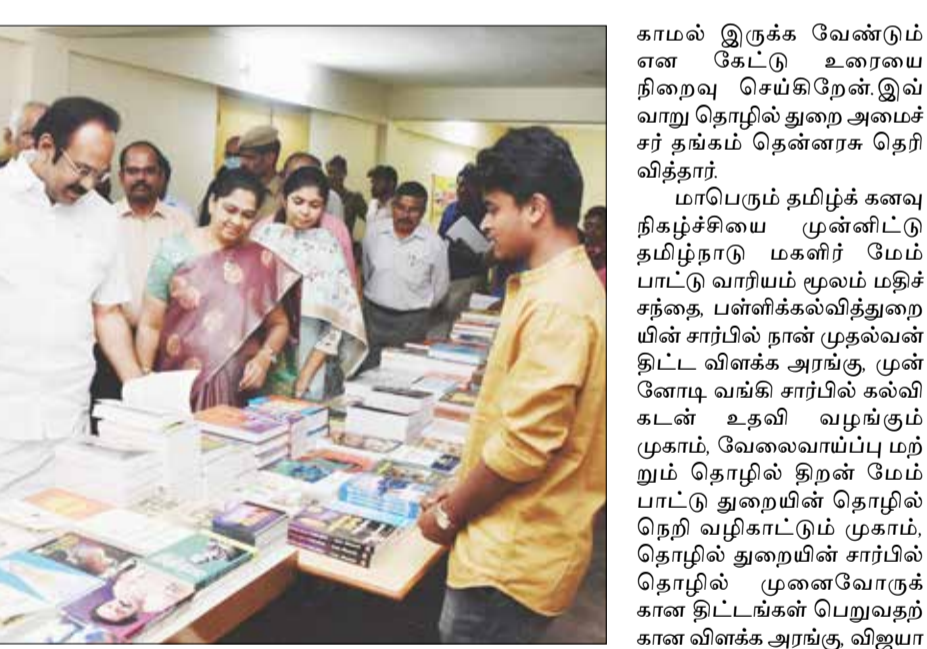 காமல் இருக்க வேண்டும்
என கேட்டு உரையை
நிறைவு செய்கிறேன்.இவ்
வாறு தொழில் துறை அமைச்
சர் தங்கம் தென்னரசு தெரி
வித்தார்.
மாபெரும் தமிழ்க் கனவு
நிகழ்ச்சியை முன்னிட்டு
தமிழ்நாடு மகளிர் மேம்
பாட்டு வாரியம் மூலம் மதிச்
சந்தை, பள்ளிக்கல்வித்துறை
யின் சார்பில் நான் முதல்வன்
திட்ட விளக்க அரங்கு, முன்
னோடி வங்கி சார்பில் கல்வி
கடன் உதவி வழங்கும்
முகாம், வேலைவாய்ப்பு மற்
றும் தொழில் திறன் மேம்
பாட்டு துறையின் தொழில்
நெறி வழிகாட்டும் முகாம்,
தொழில் துறையின் சார்பில்
தொழில் முனைவோருக்
கான திட்டங்கள் பெறுவதற்
கான விளக்க அரங்கு, விஜயா